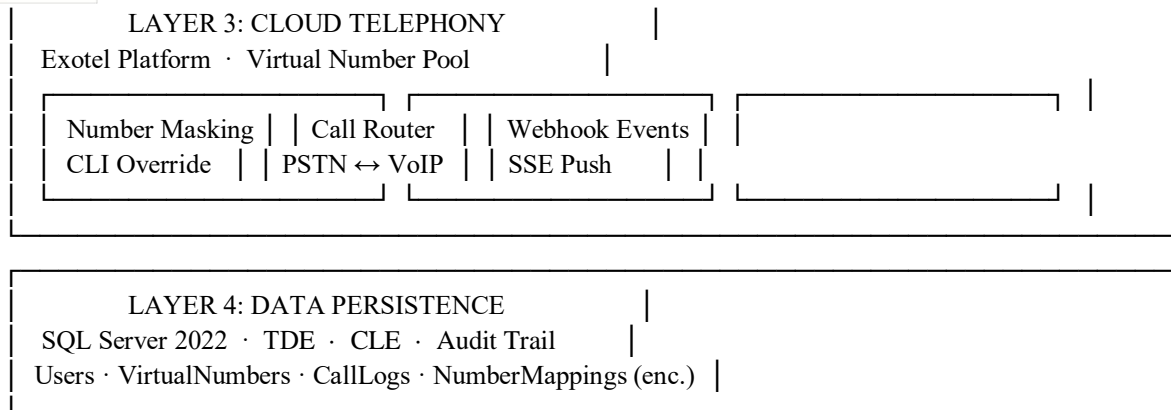 LAYER 3: CLOUD TELEPHONY
Exotel Platform · Virtual Number Pool
Number Masking │ │ Call Router │ │ Webhook Events │ │
CLI Override │ │ PSTN ↔ VoIP │ │ SSE Push │ │
LAYER 4: DATA PERSISTENCE
SQL Server 2022 · TDE · CLE · Audit Trail
Users · VirtualNumbers · CallLogs · NumberMappings (enc.)